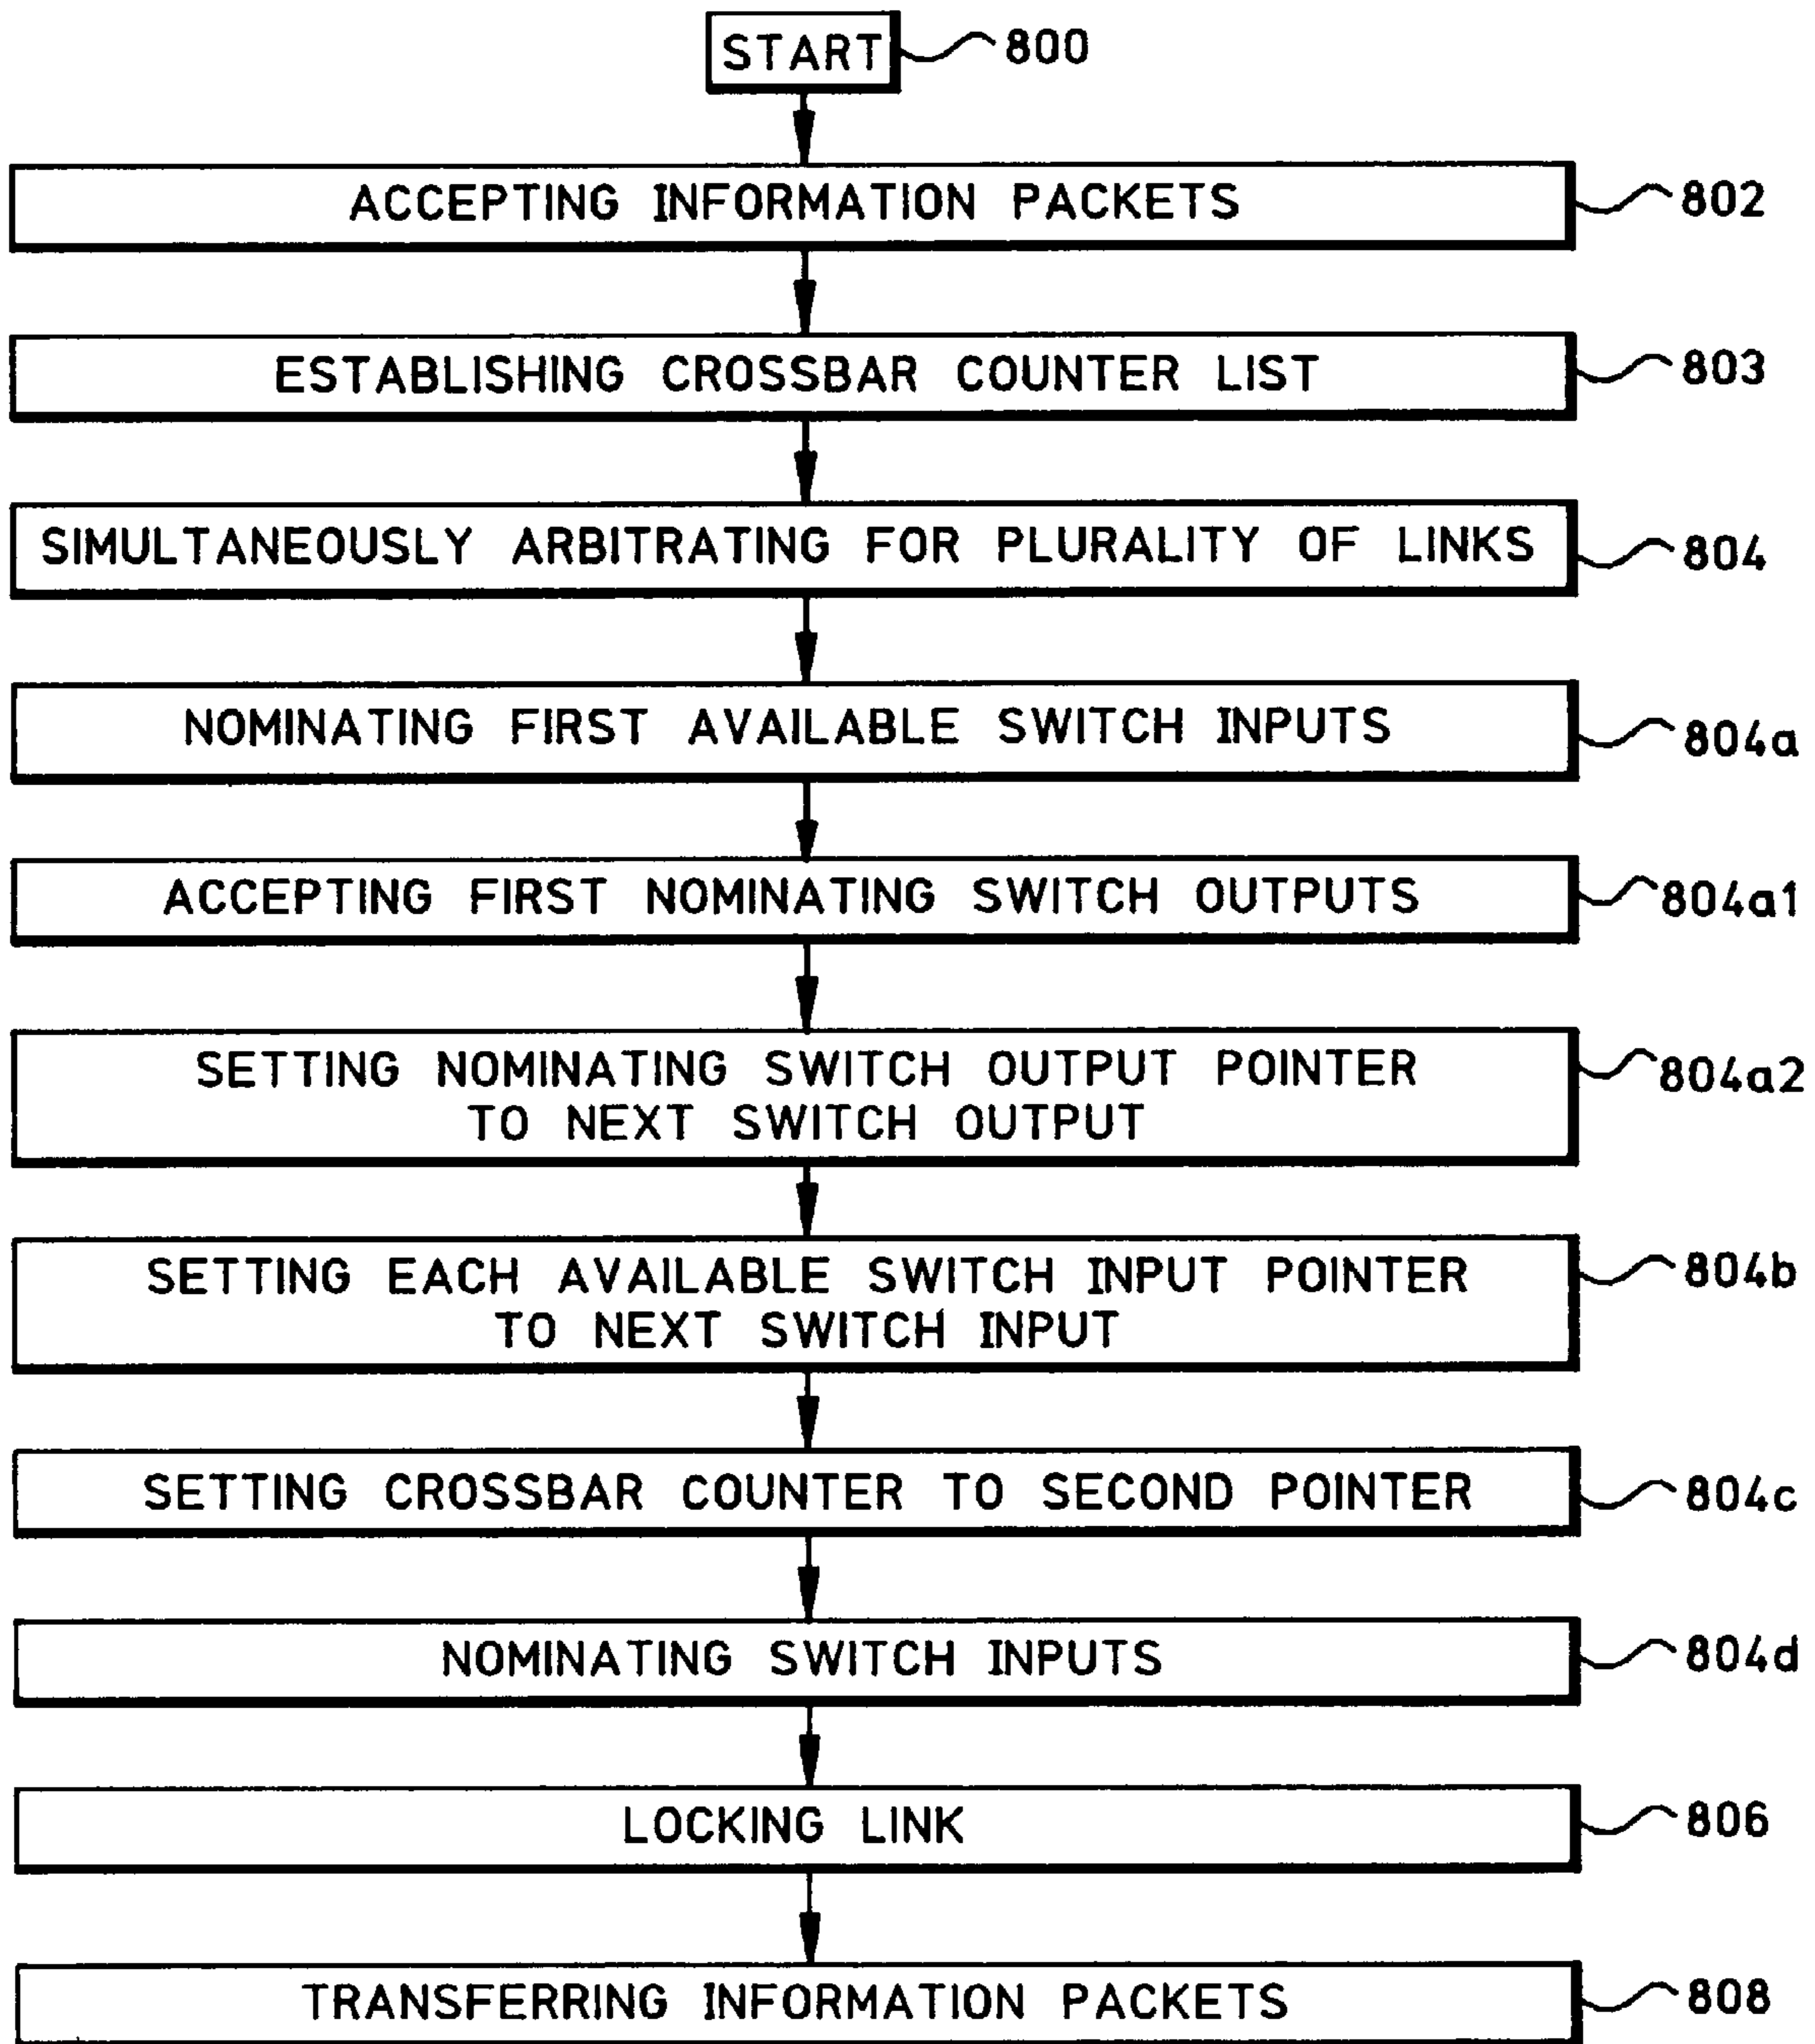 START 800
ACCEPTING INFORMATION PACKETS 802
ESTABLISHING CROSSBAR COUNTER LIST 803
SIMULTANEOUSLY ARBITRATING FOR PLURALITY OF LINKS 804
NOMINATING FIRST AVAILABLE SWITCH INPUTS 804a
ACCEPTING FIRST NOMINATING SWITCH OUTPUTS 804a1
SETTING NOMINATING SWITCH OUTPUT POINTER 804a2
TO NEXT SWITCH OUTPUT
SETTING EACH AVAILABLE SWITCH INPUT POINTER 804b
TO NEXT SWITCH INPUT
SETTING CROSSBAR COUNTER TO SECOND POINTER 804c
NOMINATING SWITCH INPUTS 804d
LOCKING LINK 806
TRANSFERRING INFORMATION PACKETS 808